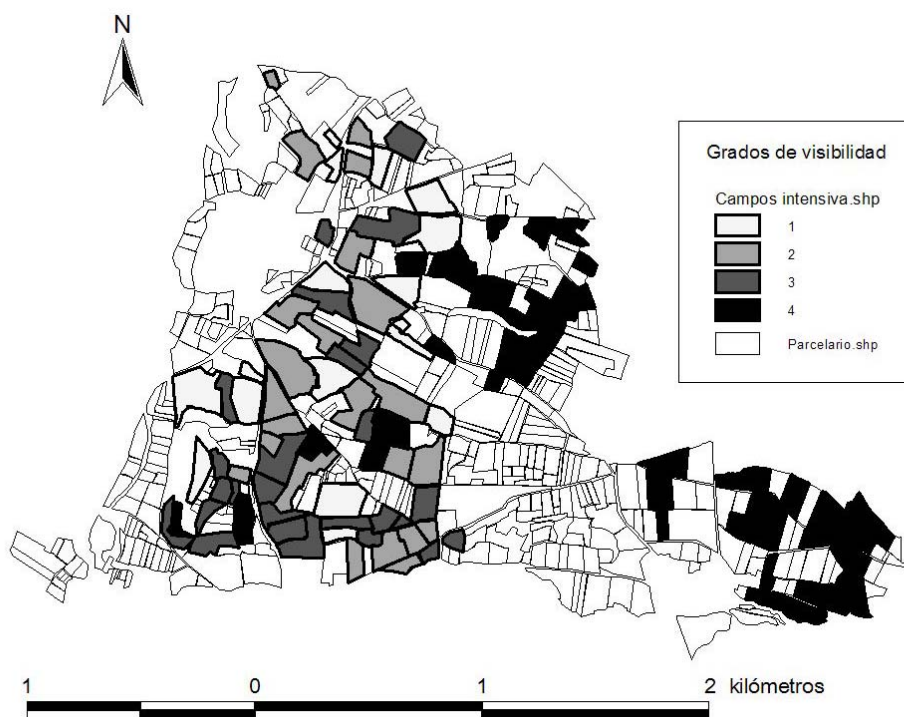 N
Grados de visibilidad
Campos intensiva.shp
1
2
3
4
Parcelario.shp
1 0 1 2 kilómetros